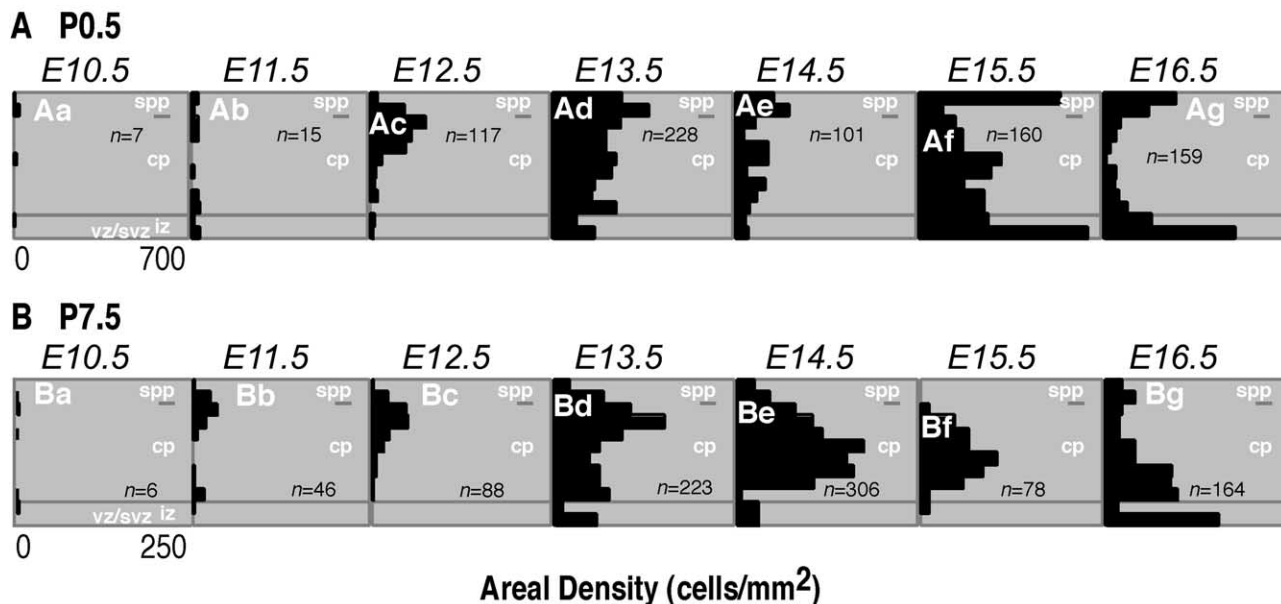 A P0.5
E10.5 E11.5 E12.5 E13.5 E14.5 E15.5 E16.5
Aa spp Ab spp Ac spp Ad spp Ae spp Af spp Ag spp
n=7 n=15 n=117 n=228 n=101 n=160 n=159
cp cp cp cp cp cp cp
vz/svz iz
0 700
B P7.5
E10.5 E11.5 E12.5 E13.5 E14.5 E15.5 E16.5
Ba spp Bb spp Bc spp Bd spp Be spp Bf spp Bg spp
cp cp cp cp cp cp cp
n=6 n=46 n=88 n=223 n=306 n=78 n=164
vz/svz iz
0 250
Areal Density (cells/mm2)